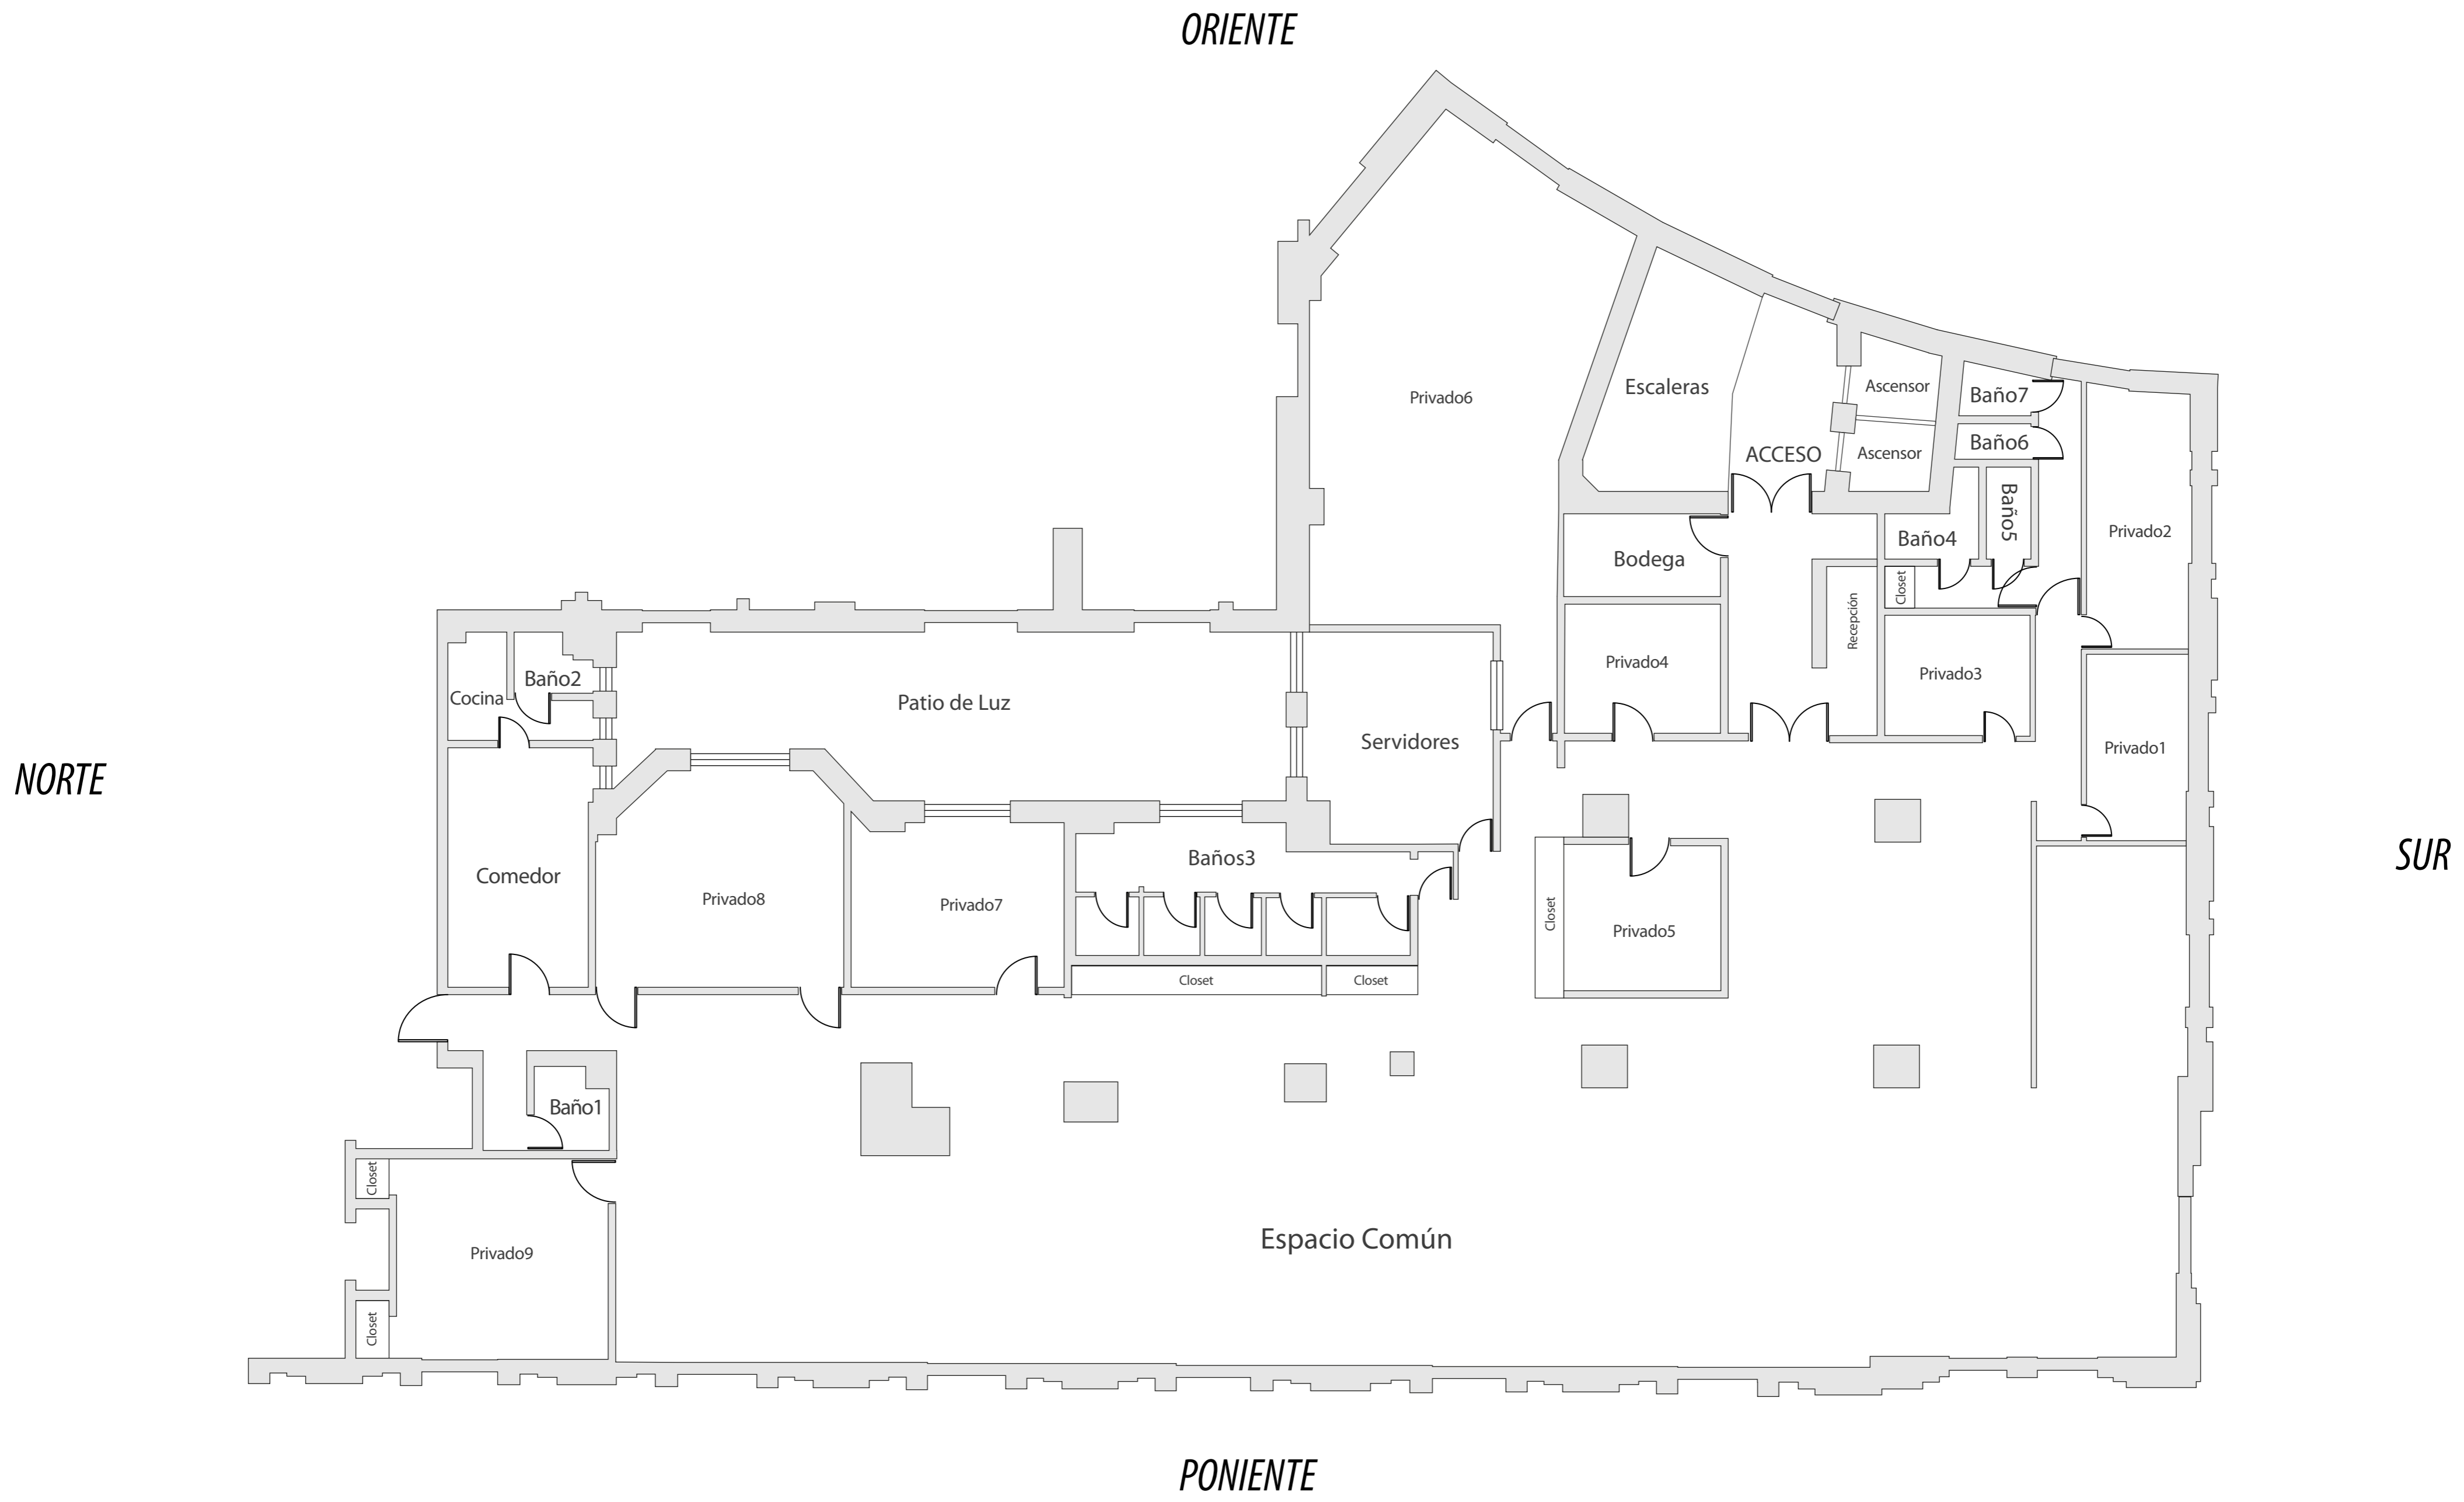 ORIENTE
Privado6
Escaleras
ACCESO
Ascensor
Ascensor
Baño7
Baño6
Baño5
Baño4
Closet
Privado2
Bodega
Recepción
Privado4
Privado3
Privado1
Cocina
Baño2
Patio de Luz
Servidores
NORTE
SUR
Comedor
Privado8
Privado7
Baños3
Closet
Closet
Closet
Privado5
Baño1
Closet
Privado9
Closet
Espacio Común
PONIENTE